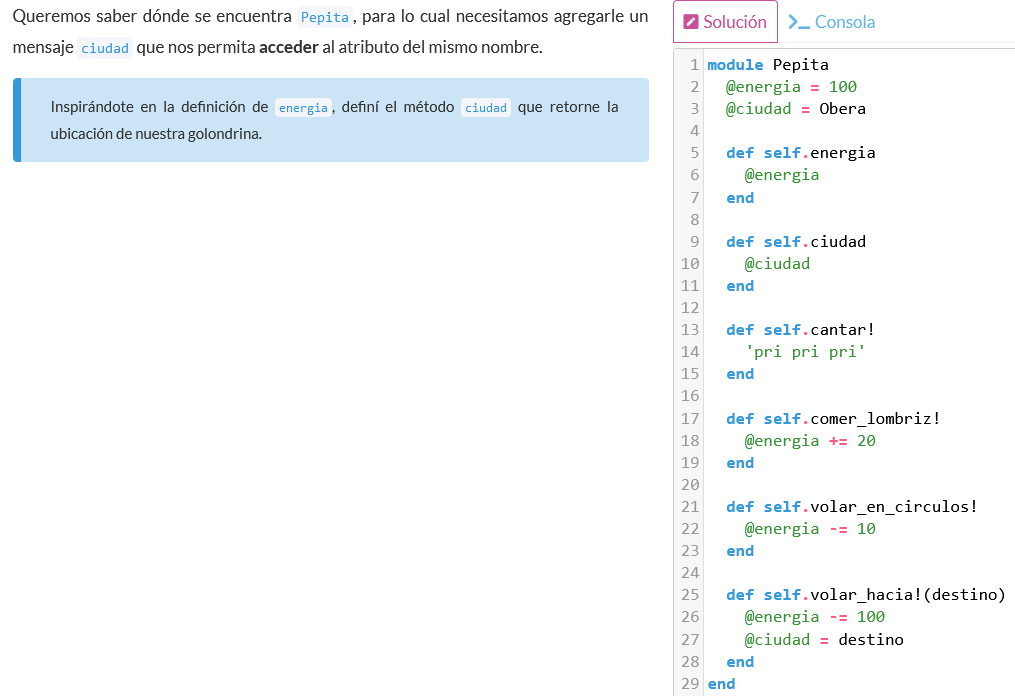 Queremos saber dónde se encuentra Pepita, para lo cual necesitamos agregarle un
mensaje ciudad que nos permita acceder al atributo del mismo nombre.
Inspirándote en la definición de energia, definí el método ciudad que retorne la
ubicación de nuestra golondrina.
Solución
Consola
1 module Pepita
2   @energia = 100
3   @ciudad = Obera
4
5   def self.energia
6     @energia
7   end
8
9   def self.ciudad
10     @ciudad
11   end
12
13   def self.cantar!
14     'pri pri pri'
15   end
16
17   def self.comer_lombriz!
18     @energia += 20
19   end
20
21   def self.volar_en_circulos!
22     @energia -= 10
23   end
24
25   def self.volar_hacia!(destino)
26     @energia -= 100
27     @ciudad = destino
28   end
29 end